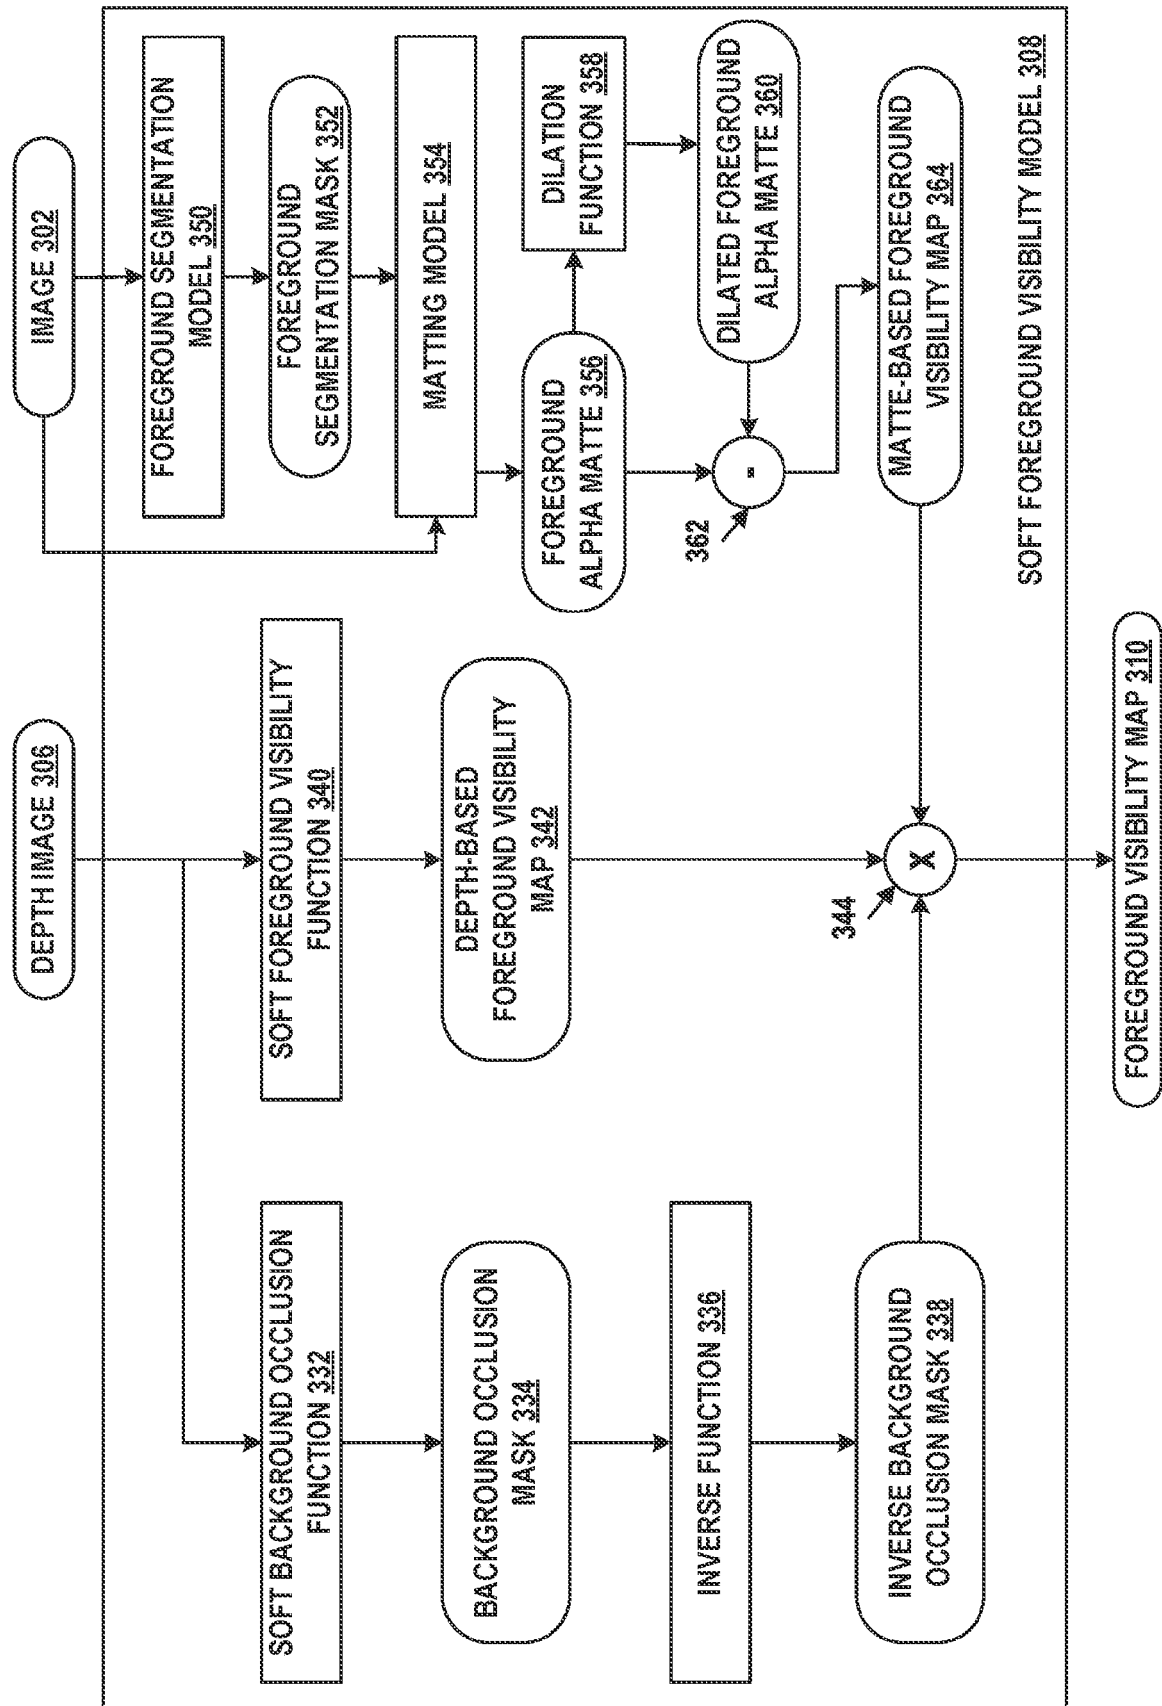 DEPTH IMAGE 306
IMAGE 302
SOFT BACKGROUND OCCLUSION
FUNCTION 332
BACKGROUND OCCLUSION
MASK 334
INVERSE FUNCTION 336
INVERSE BACKGROUND
OCCLUSION MASK 338
SOFT FOREGROUND VISIBILITY
FUNCTION 340
DEPTH-BASED
FOREGROUND VISIBILITY
MAP 342
344
X
FOREGROUND SEGMENTATION
MODEL 350
FOREGROUND
SEGMENTATION MASK 352
MATTING MODEL 354
FOREGROUND
ALPHA MATTE 356
DILATION
FUNCTION 358
DILATED FOREGROUND
ALPHA MATTE 360
362
-
MATTE-BASED FOREGROUND
VISIBILITY MAP 364
SOFT FOREGROUND VISIBILITY MODEL 308
FOREGROUND VISIBILITY MAP 310